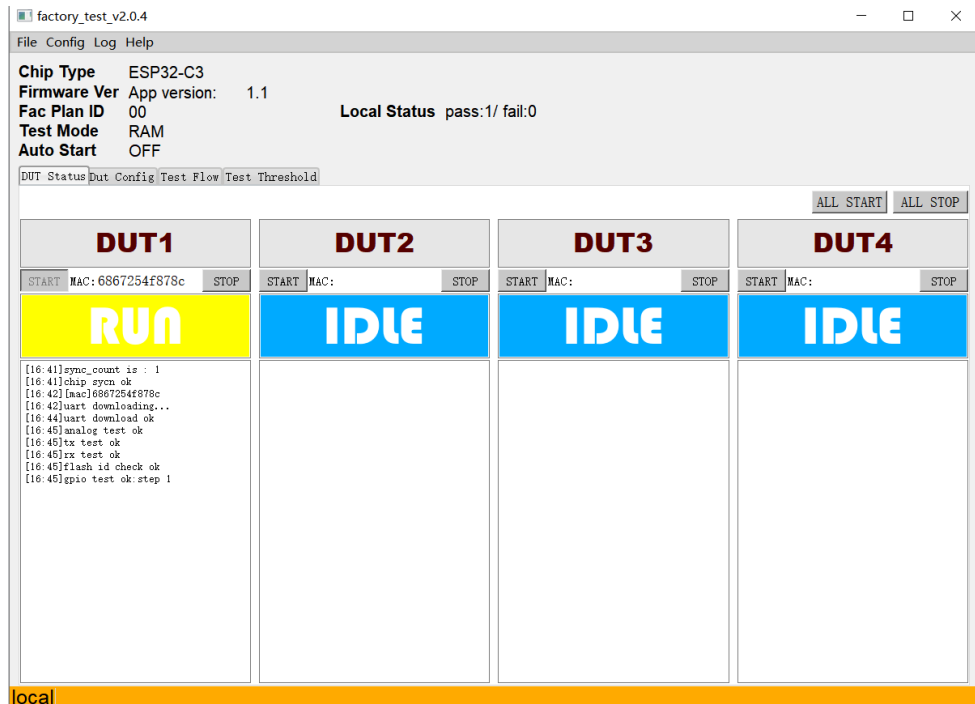 factory_test_v2.0.4
File Config Log Help
Chip Type ESP32-C3
Firmware Ver App version: 1.1
Fac Plan ID 00 Local Status pass:1/ fail:0
Test Mode RAM
Auto Start OFF
DUT Status Dut Config Test Flow Test Threshold
ALL START ALL STOP
DUT1 DUT2 DUT3 DUT4
START MAC:6867254f878c STOP START MAC: STOP START MAC: STOP START MAC: STOP
RUN IDLE IDLE IDLE
[16:41]sync_count is : 1
[16:41]chip sycn ok
[16:42][mac]6867254f878c
[16:42]uart downloading...
[16:44]uart download ok
[16:45]analog test ok
[16:45]tx test ok
[16:45]rx test ok
[16:45]flash id check ok
[16:45]gpio test ok:step 1
local